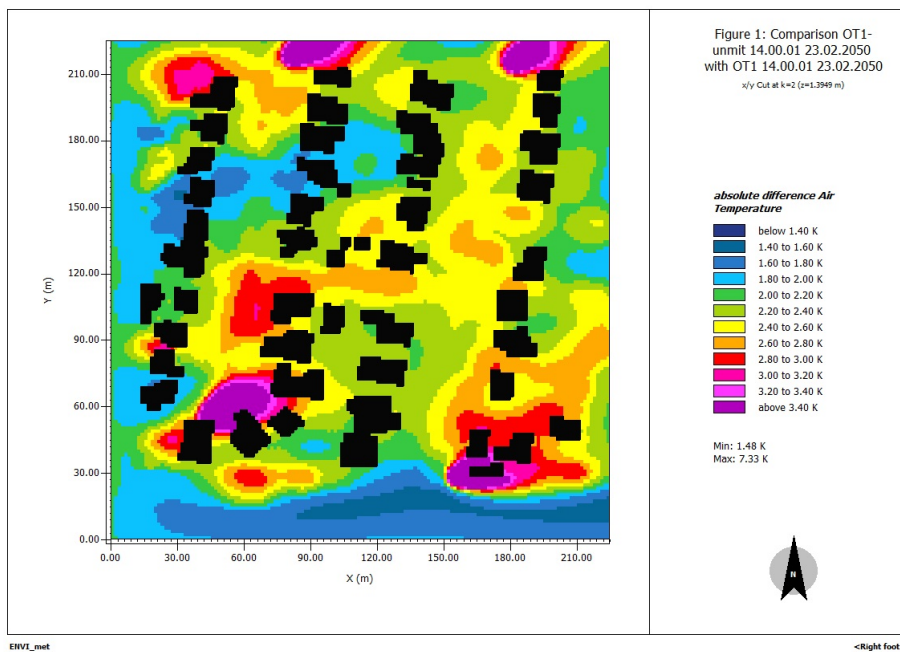 Figure 1: Comparison OT1-
unmit 14.00.01 23.02.2050
with OT1 14.00.01 23.02.2050
x/y Cut at k=2 (z=1.3949 m)
absolute difference Air
Temperature
below 1.40 K
1.40 to 1.60 K
1.60 to 1.80 K
1.80 to 2.00 K
2.00 to 2.20 K
2.20 to 2.40 K
2.40 to 2.60 K
2.60 to 2.80 K
2.80 to 3.00 K
3.00 to 3.20 K
3.20 to 3.40 K
above 3.40 K
Min: 1.48 K
Max: 7.33 K
N
Y (m)
210.00
180.00
150.00
120.00
90.00
60.00
30.00
0.00
0.00 30.00 60.00 90.00 120.00 150.00 180.00 210.00
X (m)
ENVI_met
<Right foot